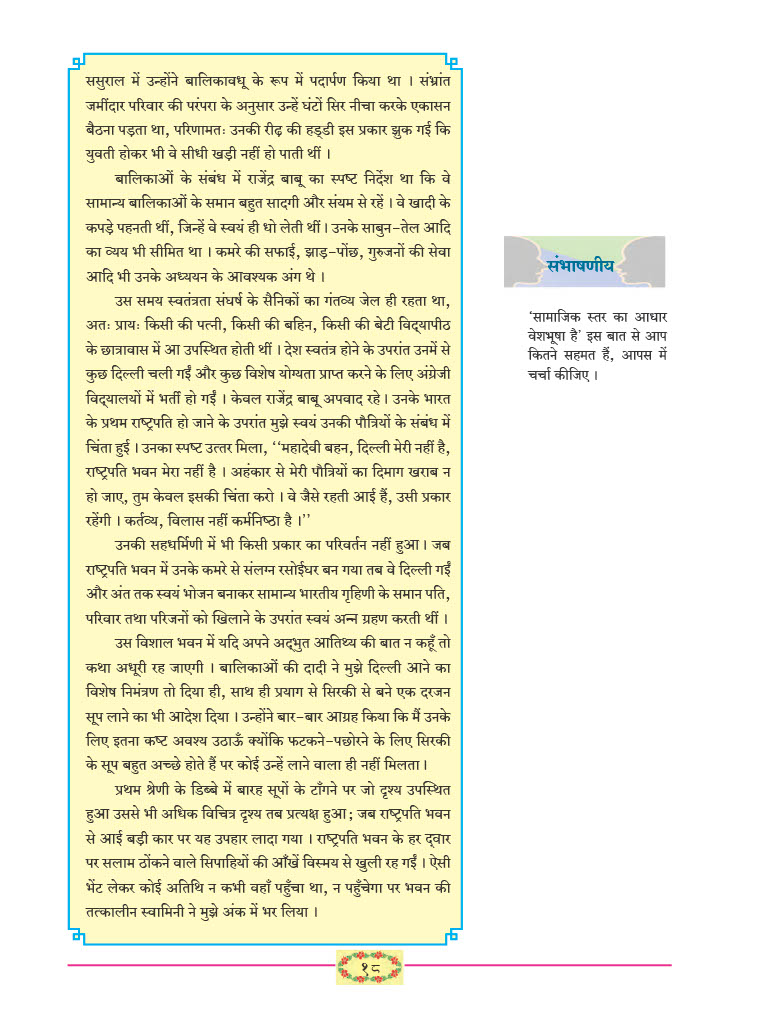 ससुराल में उन्होंने बालिकावधू के रूप में पदार्पण किया था । संभ्रांत
जमींदार परिवार की परंपरा के अनुसार उन्हें घंटों सिर नीचा करके एकासन
बैठना पड़ता था, परिणामतः उनकी रीढ़ की हड्डी इस प्रकार झुक गई कि
युवती होकर भी वे सीधी खड़ी नहीं हो पाती थीं ।
बालिकाओं के संबंध में राजेंद्र बाबू का स्पष्ट निर्देश था कि वे
सामान्य बालिकाओं के समान बहुत सादगी और संयम से रहें । वे खादी के
कपड़े पहनती थीं, जिन्हें वे स्वयं ही धो लेती थीं । उनके साबुन-तेल आदि
का व्यय भी सीमित था । कमरे की सफाई, झाड़-पोंछ, गुरुजनों की सेवा
आदि भी उनके अध्ययन के आवश्यक अंग थे ।
उस समय स्वतंत्रता संघर्ष के सैनिकों का गंतव्य जेल ही रहता था,
अतः प्रायः किसी की पत्नी, किसी की बहिन, किसी की बेटी विद्यापीठ
के छात्रावास में आ उपस्थित होती थीं । देश स्वतंत्र होने के उपरांत उनमें से
कुछ दिल्ली चली गईं और कुछ विशेष योग्यता प्राप्त करने के लिए अंग्रेजी
विद्यालयों में भर्ती हो गईं । केवल राजेंद्र बाबू अपवाद रहे । उनके भारत
के प्रथम राष्ट्रपति हो जाने के उपरांत मुझे स्वयं उनकी पौत्रियों के संबंध में
चिंता हुई । उनका स्पष्ट उत्तर मिला, ‘‘महादेवी बहन, दिल्ली मेरी नहीं है,
राष्ट्रपति भवन मेरा नहीं है । अहंकार से मेरी पौत्रियों का दिमाग खराब न
हो जाए, तुम केवल इसकी चिंता करो । वे जैसे रहती आई हैं, उसी प्रकार
रहेंगी । कर्तव्य, विलास नहीं कर्मनिष्ठा है ।’’
उनकी सहधर्मिणी में भी किसी प्रकार का परिवर्तन नहीं हुआ । जब
राष्ट्रपति भवन में उनके कमरे से संलग्न रसोईघर बन गया तब वे दिल्ली गईं
और अंत तक स्वयं भोजन बनाकर सामान्य भारतीय गृहिणी के समान पति,
परिवार तथा परिजनों को खिलाने के उपरांत स्वयं अन्न ग्रहण करती थीं ।
उस विशाल भवन में यदि अपने अद्भुत आतिथ्य की बात न कहूँ तो
कथा अधूरी रह जाएगी । बालिकाओं की दादी ने मुझे दिल्ली आने का
विशेष निमंत्रण तो दिया ही, साथ ही प्रयाग से सिरकी से बने एक दरजन
सूप लाने का भी आदेश दिया । उन्होंने बार-बार आग्रह किया कि मैं उनके
लिए इतना कष्ट अवश्य उठाऊँ क्योंकि फटकने-पछोरने के लिए सिरकी
के सूप बहुत अच्छे होते हैं पर कोई उन्हें लाने वाला ही नहीं मिलता ।
प्रथम श्रेणी के डिब्बे में बारह सूपों के टाँगने पर जो दृश्य उपस्थित
हुआ उससे भी अधिक विचित्र दृश्य तब प्रत्यक्ष हुआ; जब राष्ट्रपति भवन
से आई बड़ी कार पर यह उपहार लादा गया । राष्ट्रपति भवन के हर द्वार
पर सलाम ठोंकने वाले सिपाहियों की आँखें विस्मय से खुली रह गईं । ऐसी
भेंट लेकर कोई अतिथि न कभी वहाँ पहुँचा था, न पहुँचेगा पर भवन की
तत्कालीन स्वामिनी ने मुझे अंक में भर लिया ।
संभाषणीय
‘सामाजिक स्तर का आधार
वेशभूषा है’ इस बात से आप
कितने सहमत हैं, आपस में
चर्चा कीजिए ।
१८